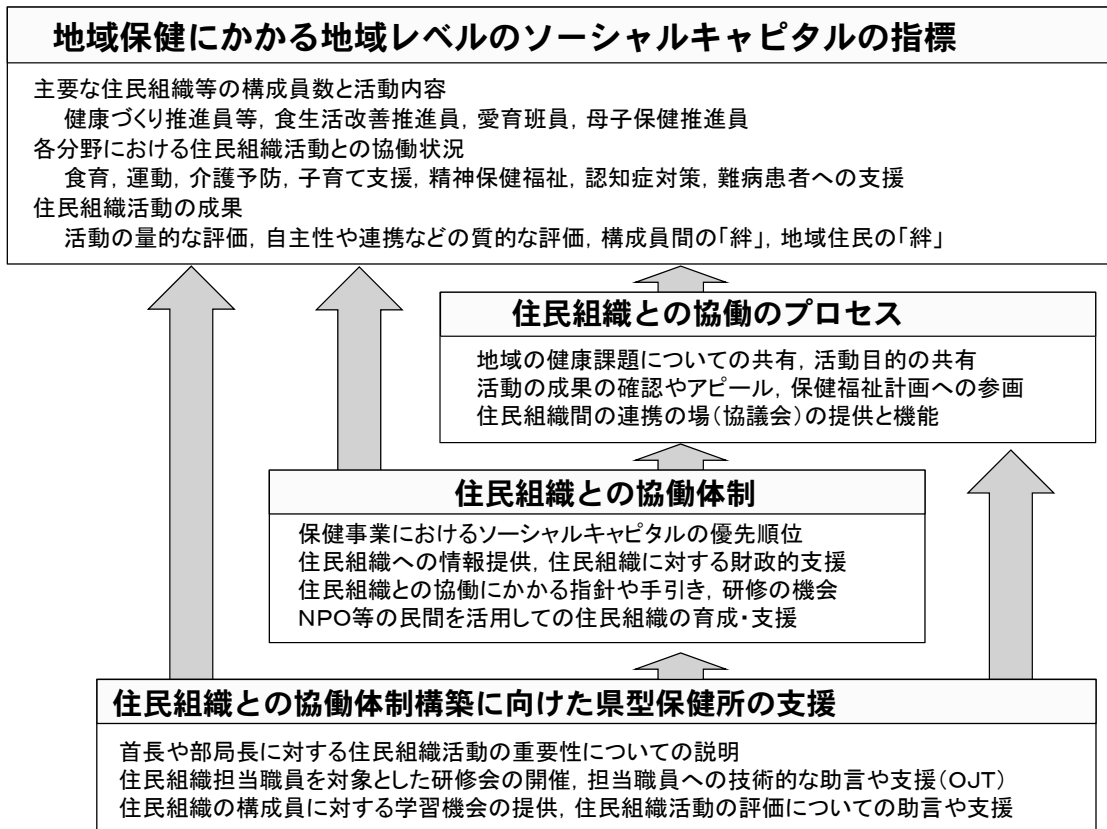 地域保健にかかる地域レベルのソーシャルキャピタルの指標
主要な住民組織等の構成員数と活動内容
健康づくり推進員等, 食生活改善推進員, 愛育班員, 母子保健推進員
各分野における住民組織活動との協働状況
食育, 運動, 介護予防, 子育て支援, 精神保健福祉, 認知症対策, 難病患者への支援
住民組織活動の成果
活動の量的な評価, 自主性や連携などの質的な評価, 構成員間の「絆」, 地域住民の「絆」
住民組織との協働のプロセス
地域の健康課題についての共有, 活動目的の共有
活動の成果の確認やアピール, 保健福祉計画への参画
住民組織間の連携の場(協議会)の提供と機能
住民組織との協働体制
保健事業におけるソーシャルキャピタルの優先順位
住民組織への情報提供, 住民組織に対する財政的支援
住民組織との協働にかかる指針や手引き, 研修の機会
NPO等の民間を活用しての住民組織の育成・支援
住民組織との協働体制構築に向けた県型保健所の支援
首長や部局長に対する住民組織活動の重要性についての説明
住民組織担当職員を対象とした研修会の開催, 担当職員への技術的な助言や支援(OJT)
住民組織の構成員に対する学習機会の提供, 住民組織活動の評価についての助言や支援